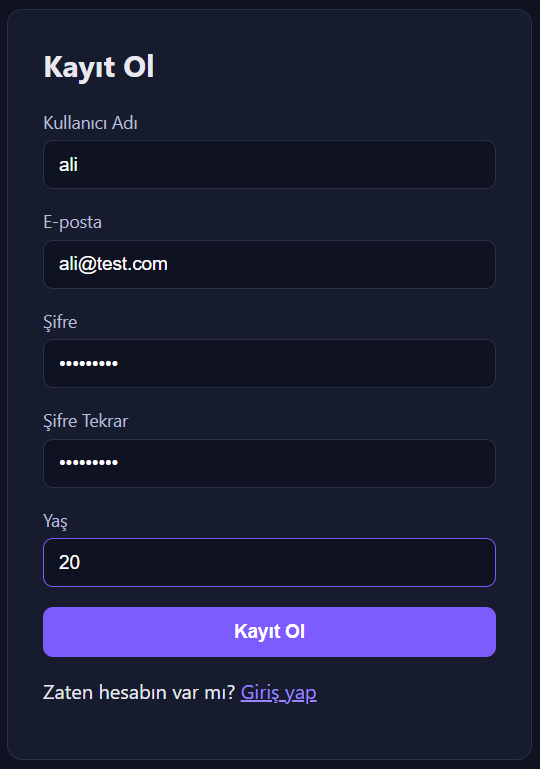 Kayıt Ol
Kullanıcı Adı
ali
E-posta
ali@test.com
Şifre
•••••••••
Şifre Tekrar
•••••••••
Yaş
20
Kayıt Ol
Zaten hesabın var mı? Giriş yap